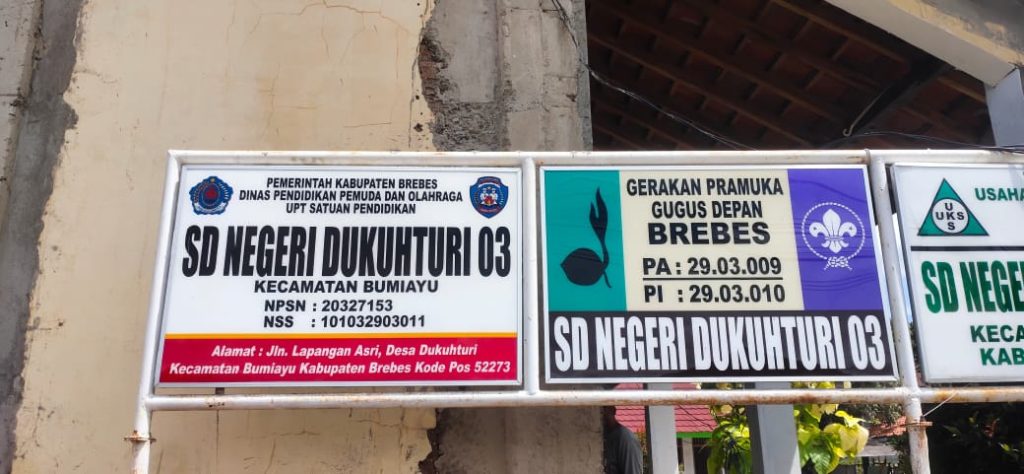 PEMERINTAH KABUPATEN BREBES
DINAS PENDIDIKAN PEMUDA DAN OLAHRAGA
UPT SATUAN PENDIDIKAN
SD NEGERI DUKUHTURI 03
KECAMATAN BUMIAYU
NPSN : 20327153
NSS : 101032903011
Alamat : Jln. Lapangan Asri, Desa Dukuhturi
Kecamatan Bumiayu Kabupaten Brebes Kode Pos 52273
GERAKAN PRAMUKA
GUGUS DEPAN
BREBES
PA : 29.03.009
PI : 29.03.010
SD NEGERI DUKUHTURI 03
U
UKS
S
USAHA
SD NEGE
KECA
KAB